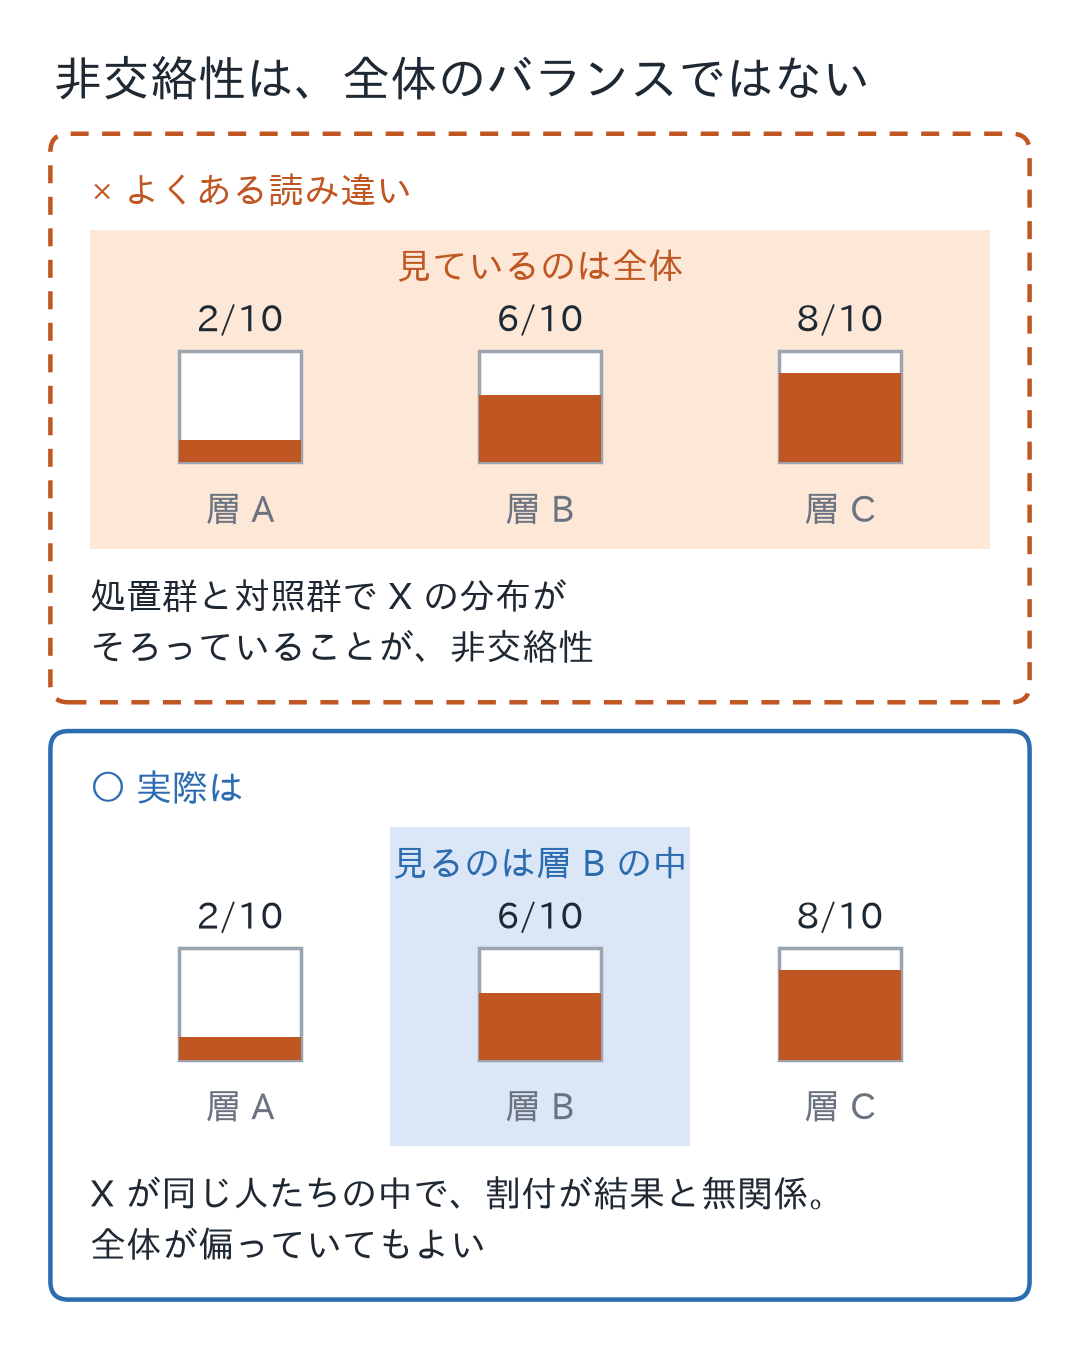 非交絡性は、全体のバランスではない
× よくある読み違い
見ているのは全体
2/10 6/10 8/10
層 A 層 B 層 C
処置群と対照群で X の分布が
そろっていることが、非交絡性
○ 実際は
見るのは層 B の中
2/10 6/10 8/10
層 A 層 B 層 C
X が同じ人たちの中で、割付が結果と無関係。
全体が偏っていてもよい